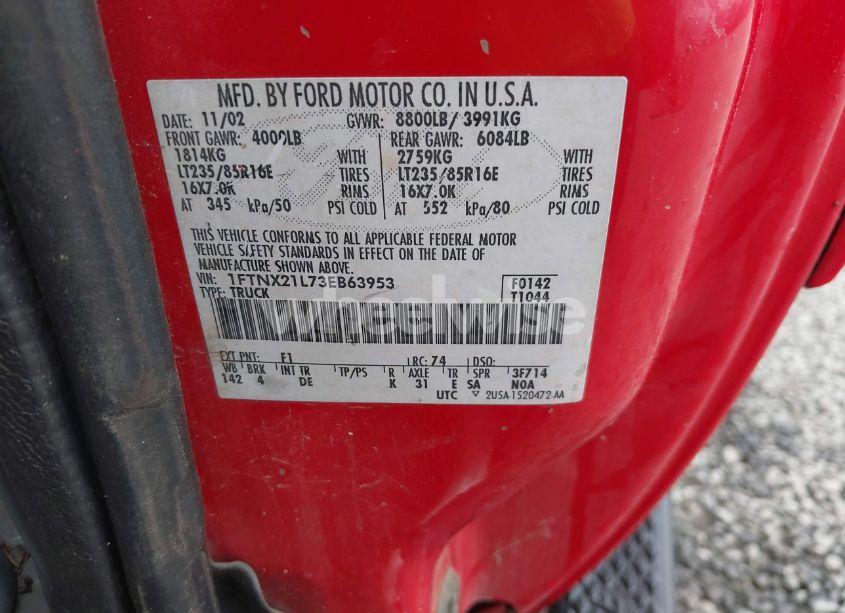 MFD. BY FORD MOTOR CO. IN U.S.A.
DATE: 11/02 GVWR: 8800LB/ 3991KG
FRONT GAWR: 4000LB REAR GAWR: 6084LB
1814KG WITH 2759KG WITH
LT235/85R16E TIRES LT235/85R16E TIRES
16X7.0K RIMS 16X7.0K RIMS
AT 345 kPa/50 PSI COLD AT 552 kPa/80 PSI COLD
THIS VEHICLE CONFORMS TO ALL APPLICABLE FEDERAL MOTOR
VEHICLE SAFETY STANDARDS IN EFFECT ON THE DATE OF
MANUFACTURE SHOWN ABOVE.
VIN: 1FTNX21L73EB63953 F0142
TYPE: TRUCK T1044
wheelwise
EXT PNT: F1 RC: 74 DSO:
WB BRK INT TR TP/PS R AXLE TR SPR 3F714
142 4 DE K 31 E SA N0A
UTC ▽ 2U5A-1520472-AA